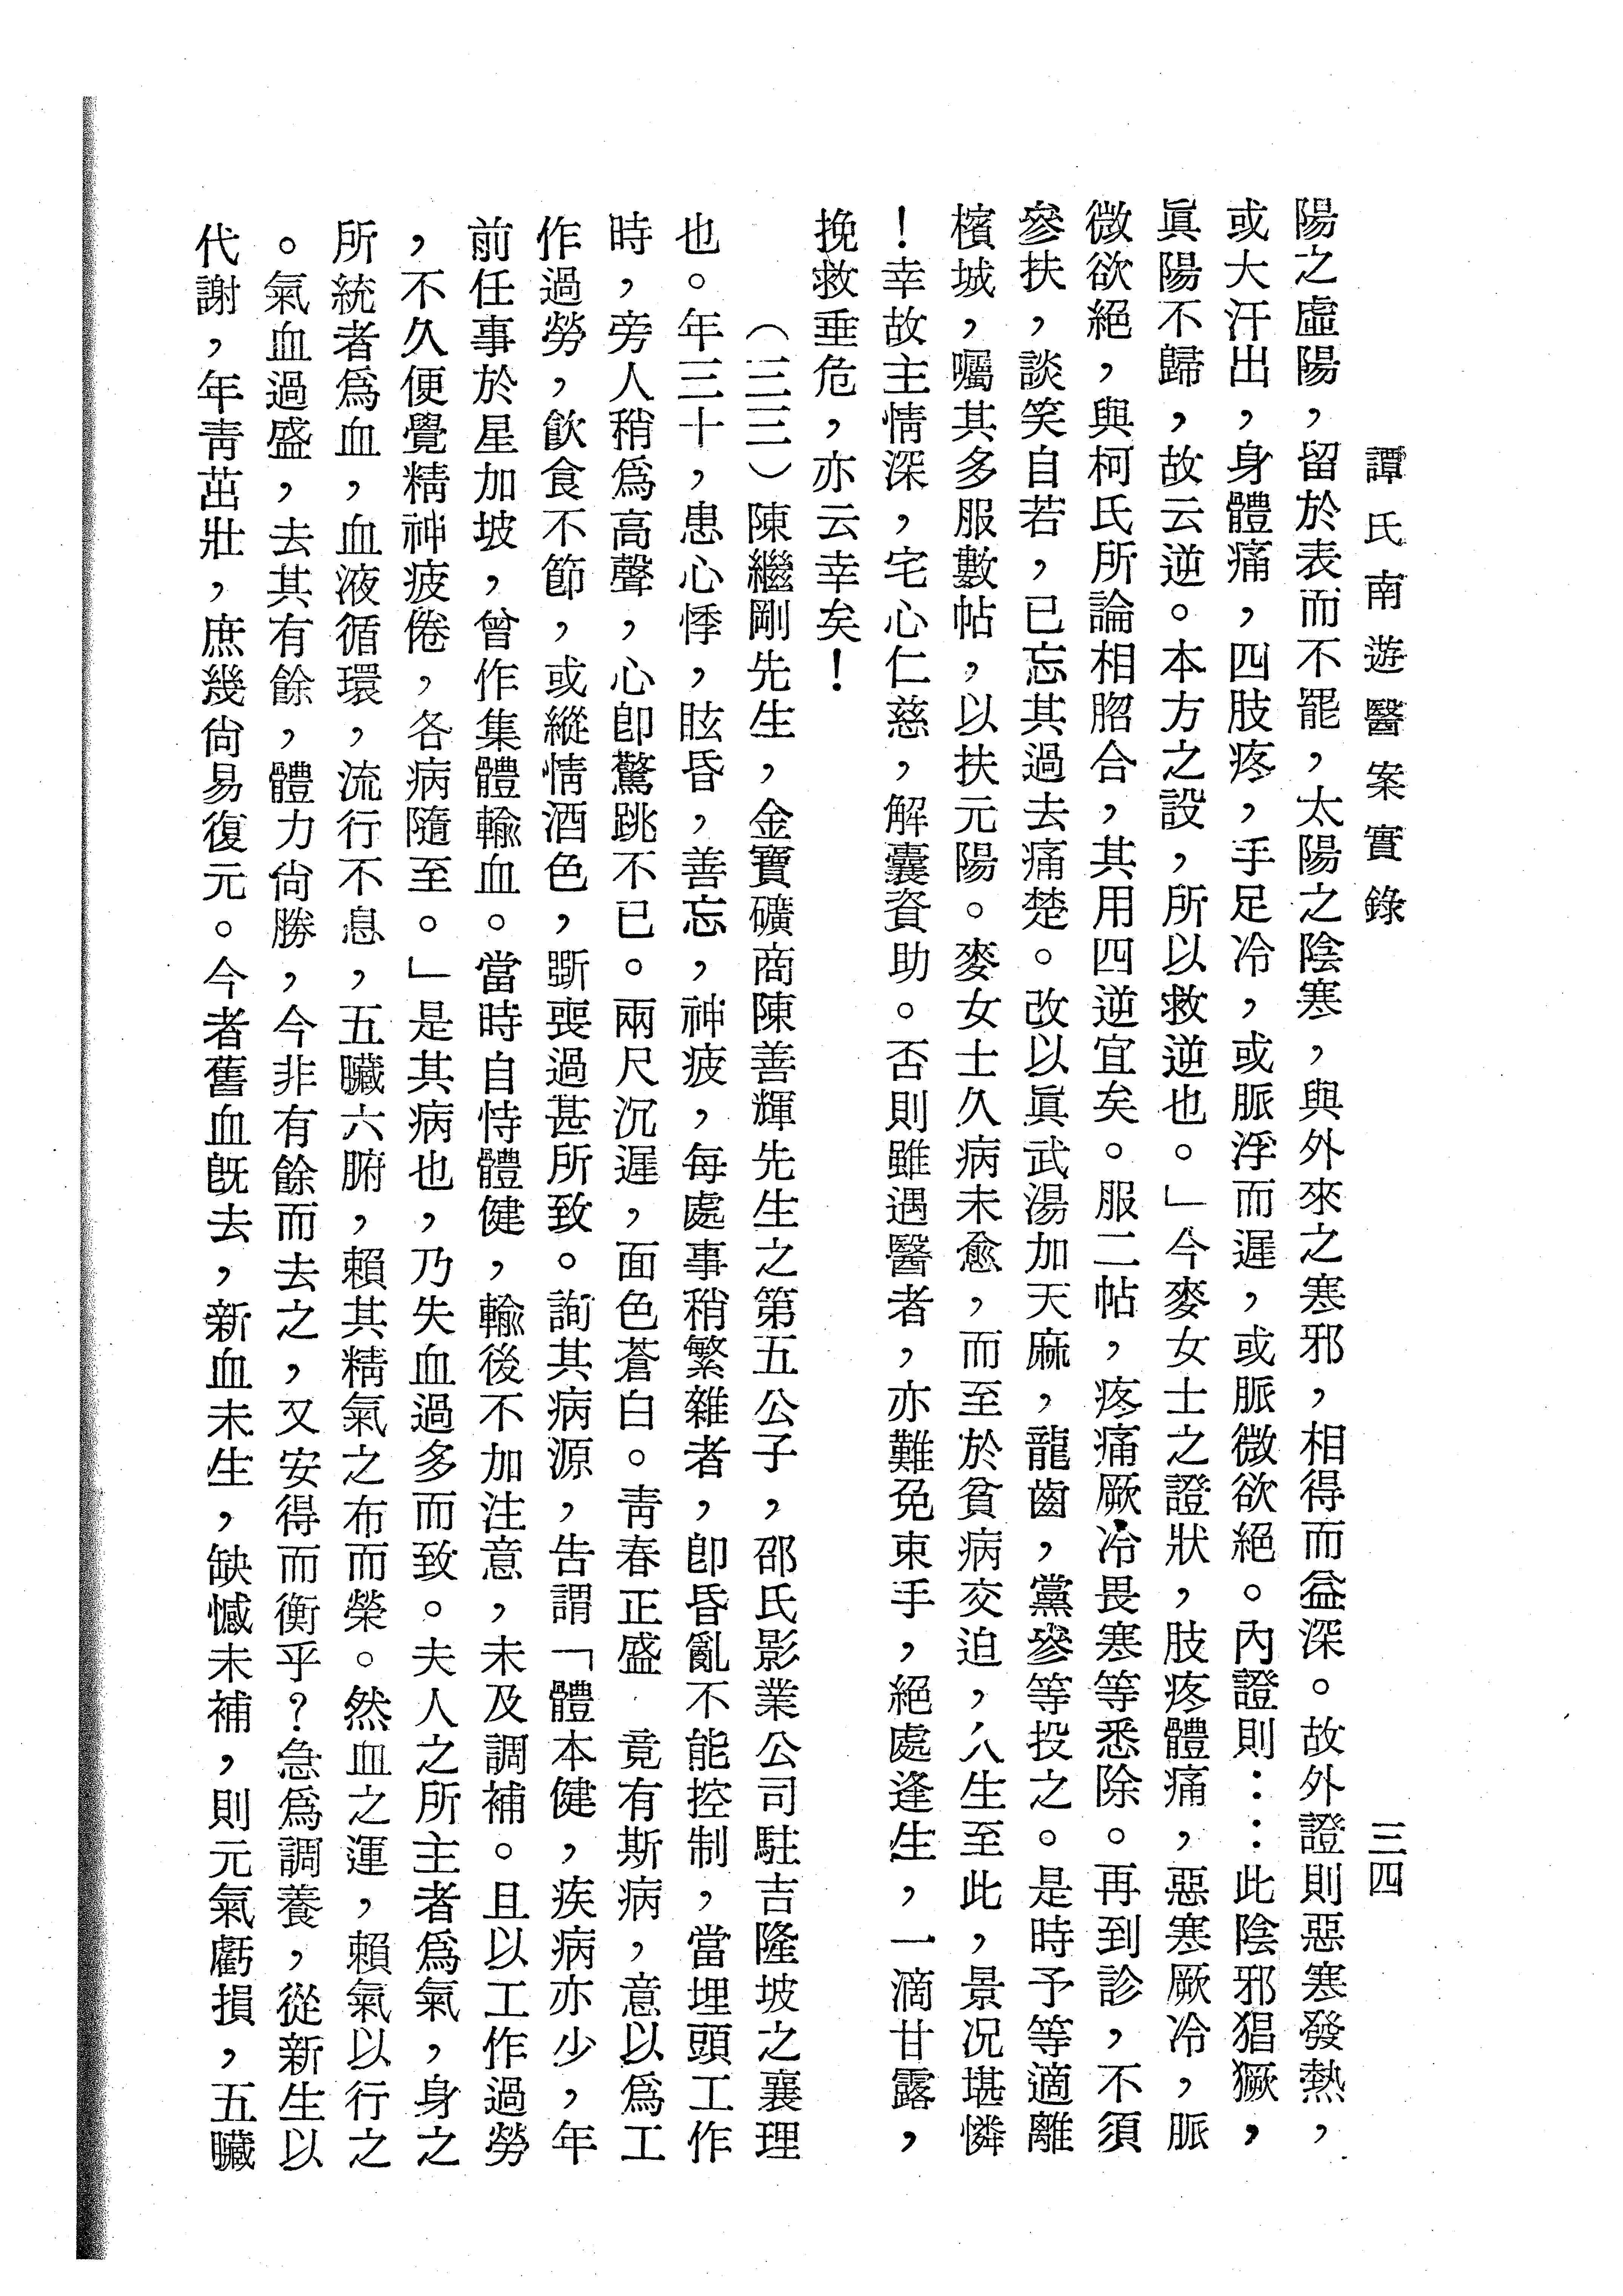 譚氏南遊醫案實錄
三四
陽之虛陽，留於表而不罷，太陽之陰寒，與外來之寒邪，相得而益深。故外證則惡寒發熱，
或大汗出，身體痛，四肢疼，手足冷，或脈浮而遲，或脈微欲絕。內證則：：此陰邪猖獗，
眞陽不歸，故云逆。本方之設，所以救逆也。」今麥女士之證狀，肢疼體痛，惡寒厥冷，脈
微欲絕，與柯氏所論相脗合，其用四逆宜矣。服二帖，疼痛厥冷畏寒等悉除。再到診，不須
參扶，談笑自若，已忘其過去痛楚。改以眞武湯加天麻，龍齒，黨參等投之。是時予等適離
檳城，囑其多服數帖，以扶元陽。麥女士久病未愈，而至於貧病交迫，人生至此，景況堪憐
！幸故主情深，宅心仁慈，解囊資助。否則雖遇醫者，亦難免束手，絕處逢生，一滴甘露，
挽救垂危，亦云幸矣！
（三三）陳繼剛先生，金寶礦商陳善輝先生之第五公子，邵氏影業公司駐吉隆坡之襄理
也。年三十，患心悸，眩昏，善忘，神疲，每處事稍繁雜者，卽昏亂不能控制，當埋頭工作
時，旁人稍爲高聲，心卽驚跳不已。兩尺沉遲，面色蒼白。靑春正盛　竟有斯病，意以爲工
作過勞，飮食不節，或縱情酒色，斲喪過甚所致。詢其病源，告謂「體本健，疾病亦少，年
前任事於星加坡，曾作集體輸血。當時自恃體健，輸後不加注意，未及調補。且以工作過勞
，不久便覺精神疲倦，各病隨至。」是其病也，乃失血過多而致。夫人之所主者爲氣，身之
所統者爲血，血液循環，流行不息，五臟六腑，賴其精氣之布而榮。然血之運，賴氣以行之
。氣血過盛，去其有餘，體力尙勝，今非有餘而去之，又安得而衡乎？急爲調養，從新生以
代謝，年靑茁壯，庶幾尙易復元。今者舊血旣去，新血未生，缺憾未補，則元氣虧損，五臟